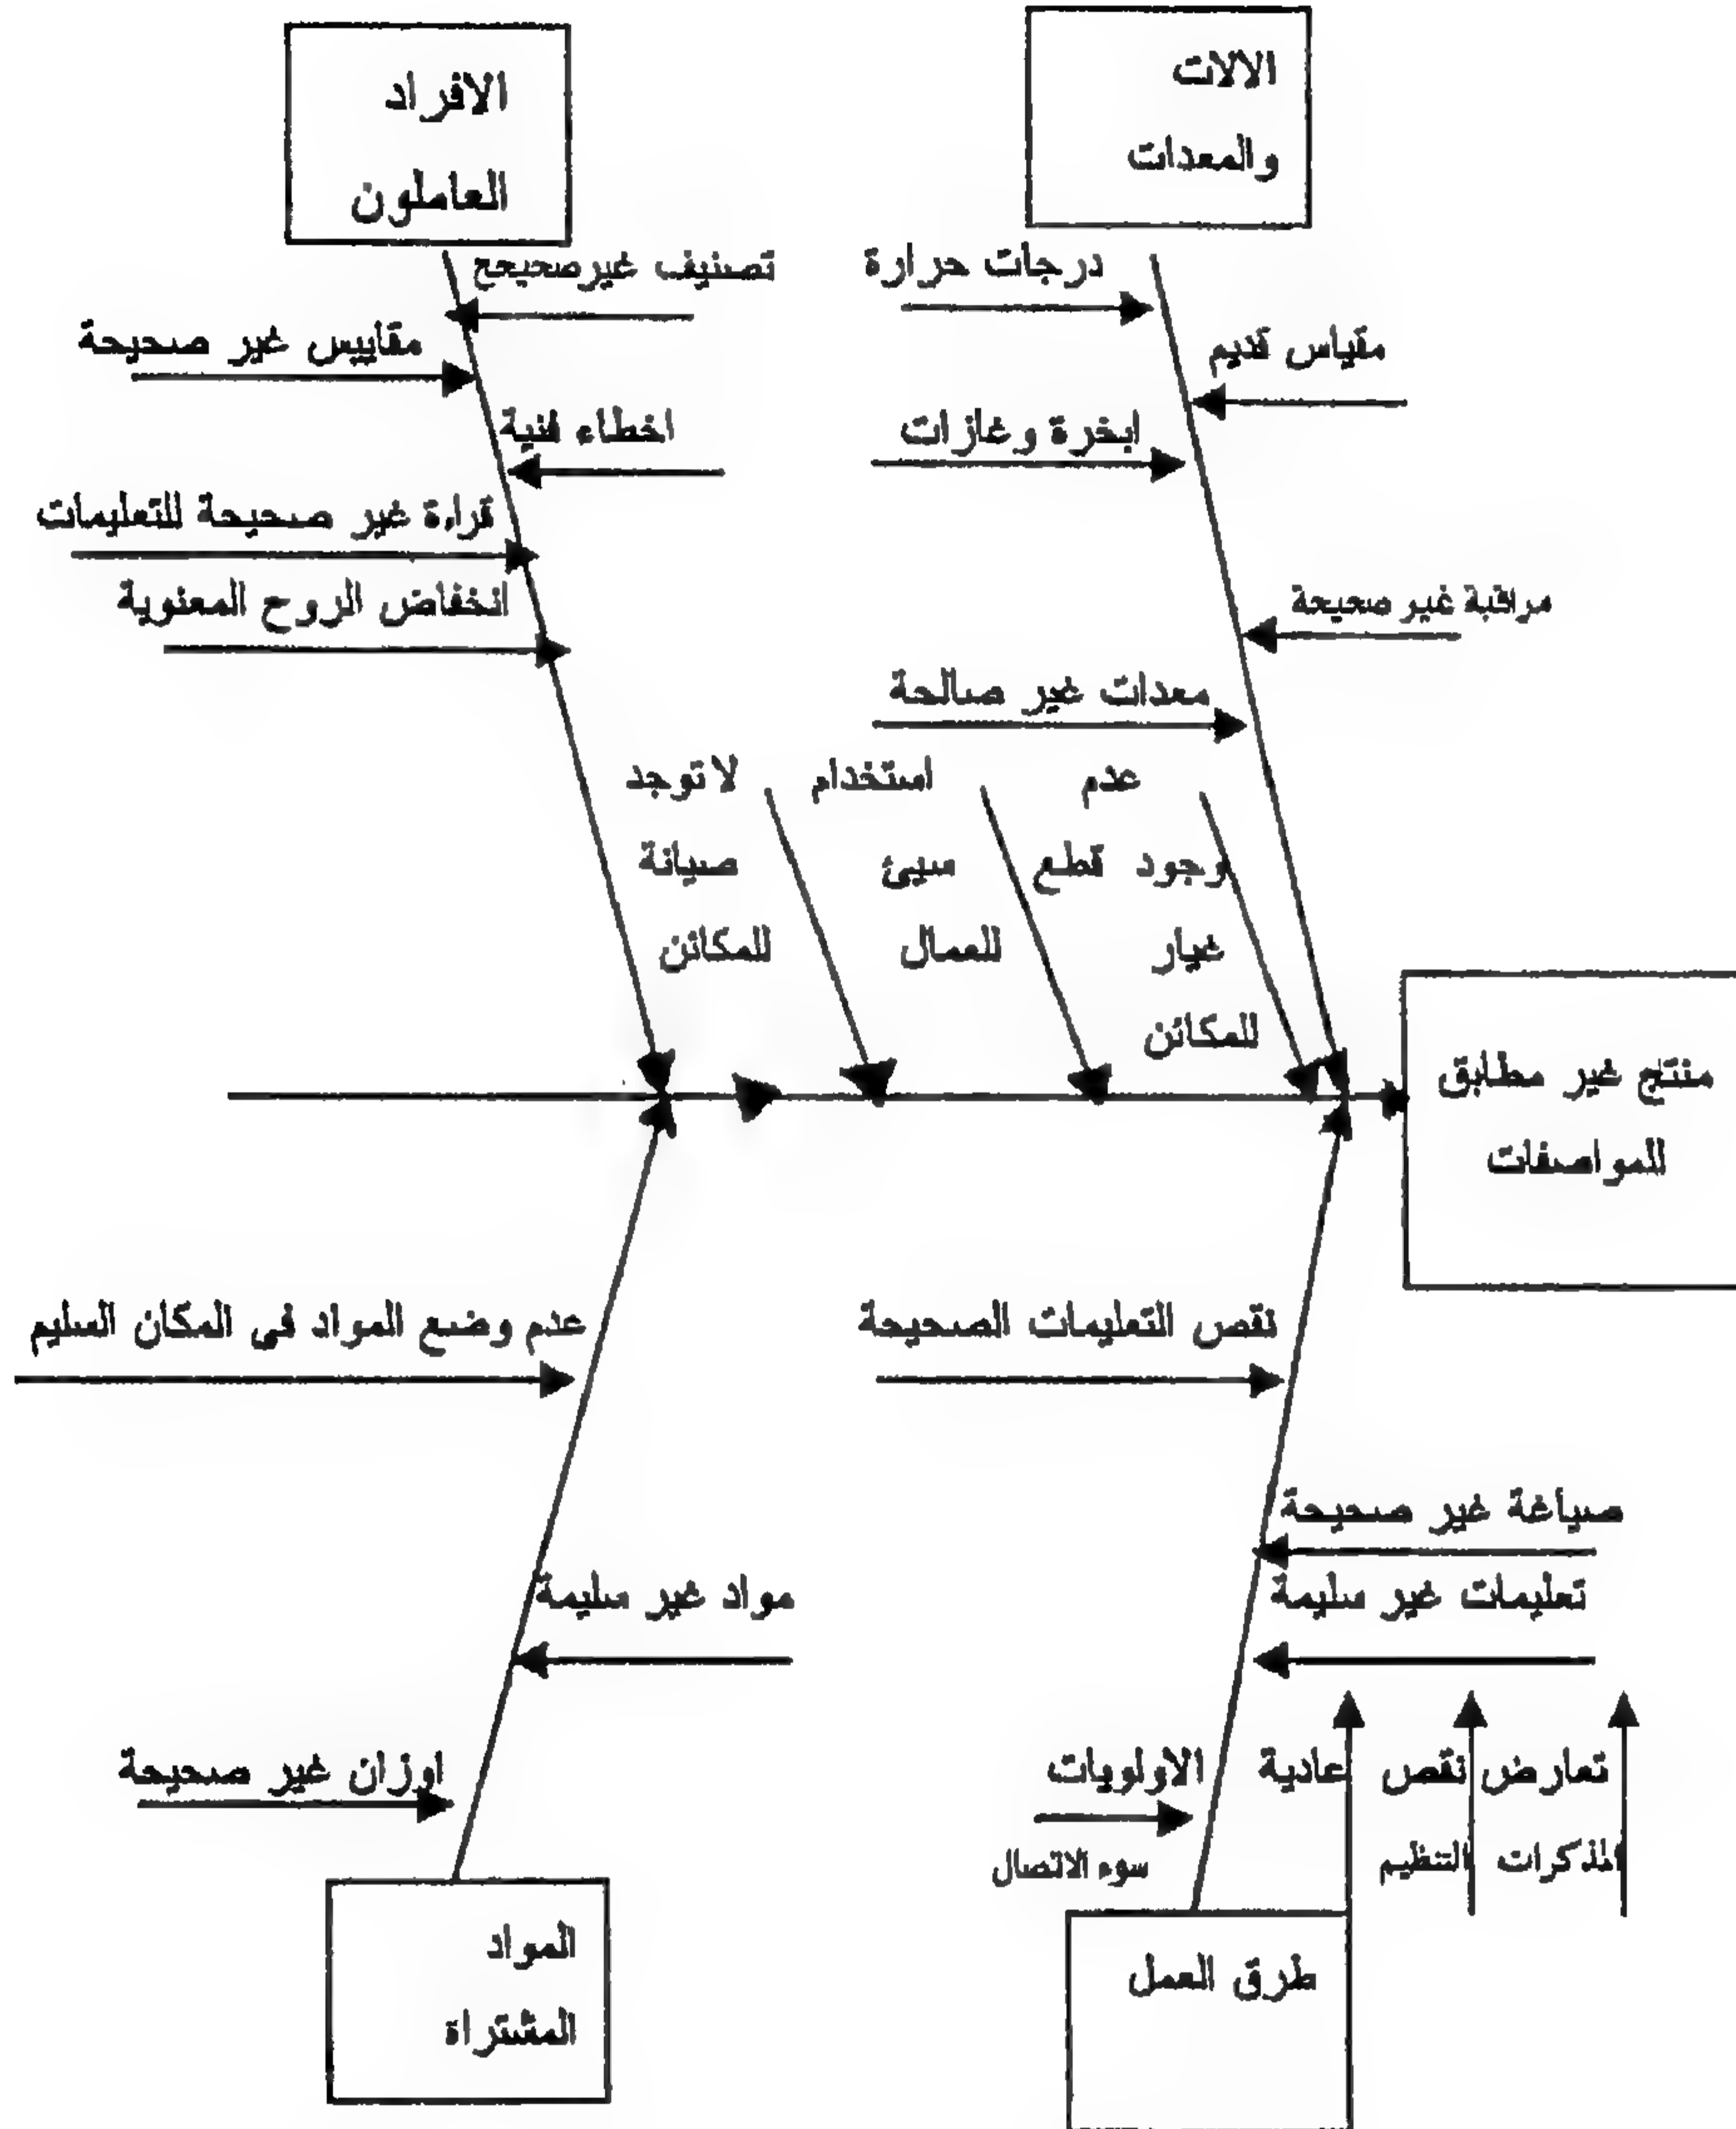 الالات
والمعدات
الافراد
العاملون
درجات حرارة
تصنيف غير صحيح
مقياس قديم
مقاييس غير صحيحة
ابخرة وغازات
اخطاء فنية
قراءة غير صحيحة للتعليمات
مراقبة غير صحيحة
انخفاض الروح المعنوية
معدات غير صالحة
عدم
وجود قطع
غيار
للمكائن
استخدام
سيئ
للعمال
لا توجد
صيانة
للمكائن
منتج غير مطابق
للمواصفات
نقص التعليمات الصحيحة
عدم وضع المواد في المكان السليم
صياغة غير صحيحة
تعليمات غير سليمة
مواد غير سليمة
تعارض
المذكرات
نقص
التنظيم
عادية
الاولويات
سوء الاتصال
اوزان غير صحيحة
طرق العمل
المواد
المشتراة